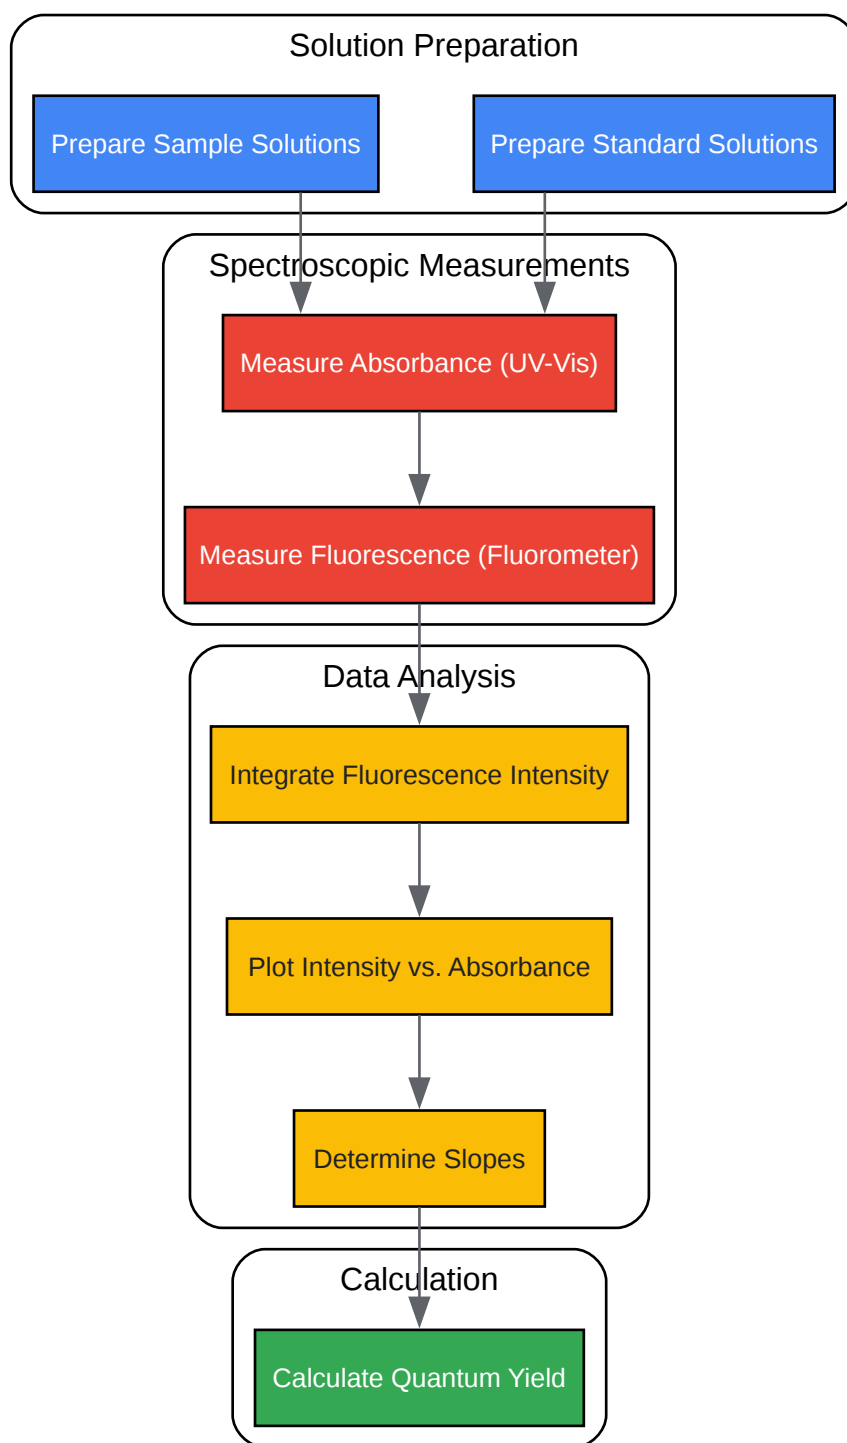 Solution Preparation
Prepare Sample Solutions
Prepare Standard Solutions
Spectroscopic Measurements
Measure Absorbance (UV-Vis)
Measure Fluorescence (Fluorometer)
Data Analysis
Integrate Fluorescence Intensity
Plot Intensity vs. Absorbance
Determine Slopes
Calculation
Calculate Quantum Yield